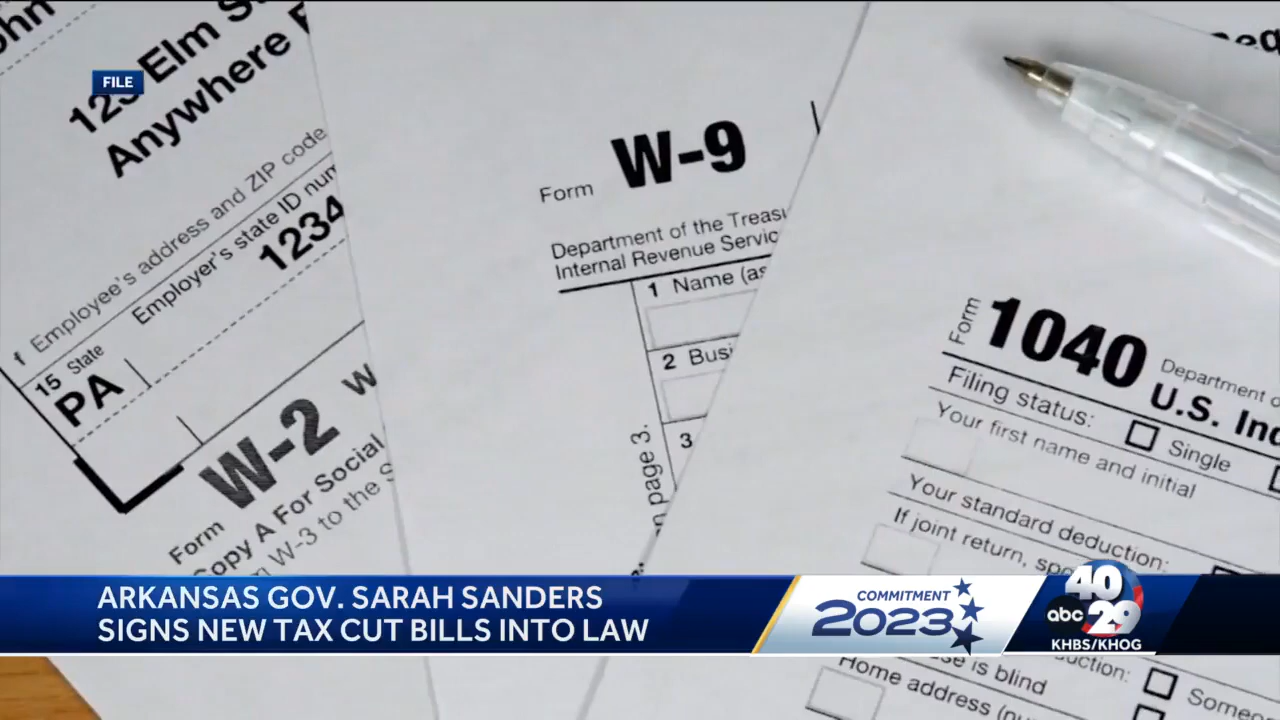 FILE
123 Elm
Anywhere
f Employee's address and ZIP code
15 State
Employer's state ID num
PA
1234
Form W-2
Copy A For Social
W-3 to the
Form W-9
Department of the Treasu
Internal Revenue Servic
1 Name (as
2 Busi
3
page 3.
Form 1040
Department o
U.S. Ind
Filing status:
Single
Your first name and initial
Your standard deduction:
If joint return, spo
is blind
Someo
Home address (nu
ARKANSAS GOV. SARAH SANDERS
SIGNS NEW TAX CUT BILLS INTO LAW
COMMITMENT
2023
abc 40 29
KHBS/KHOG